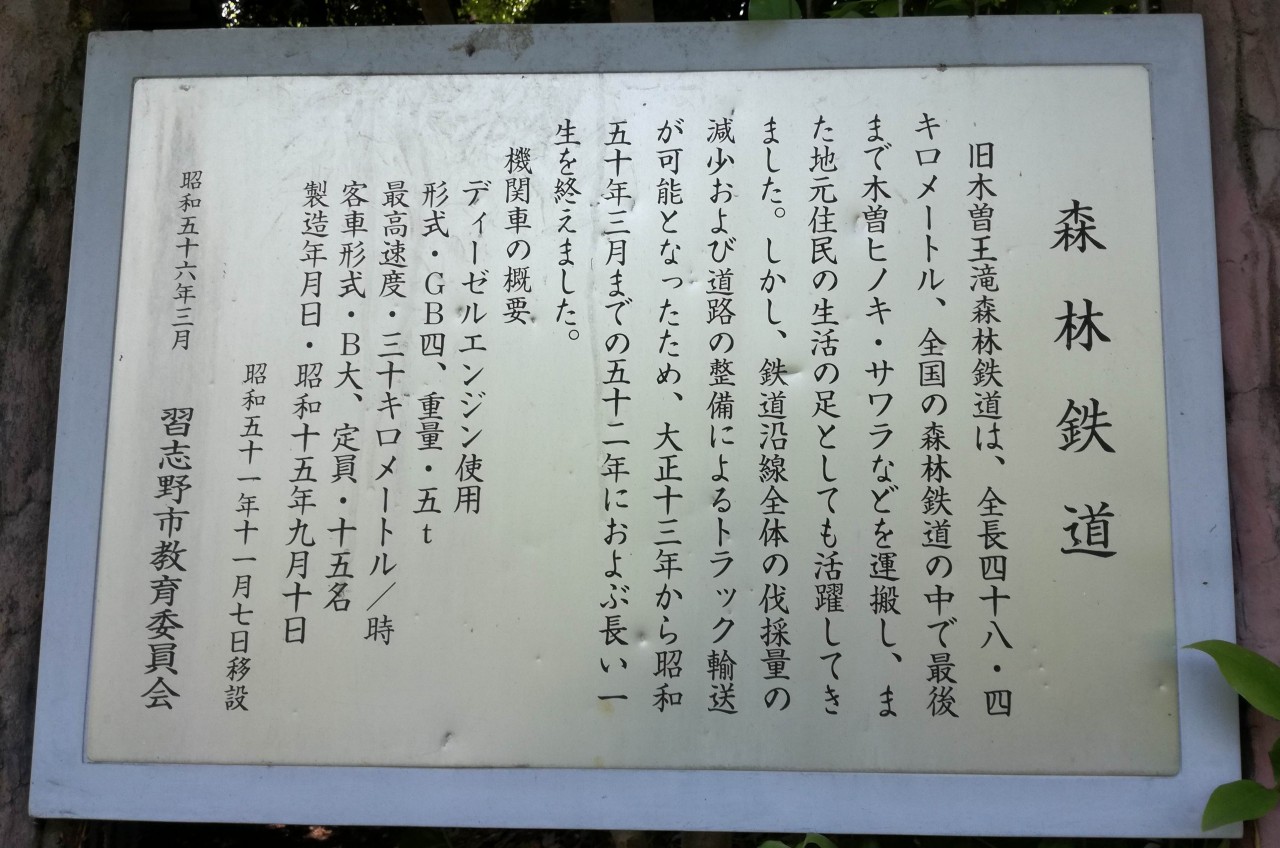 森林鉄道
旧木曽王滝森林鉄道は、全長四十八・四
キロメートル、全国の森林鉄道の中で最後
まで木曽ヒノキ・サワラなどを運搬し、ま
た地元住民の生活の足としても活躍してき
ました。しかし、鉄道沿線全体の伐採量の
減少および道路の整備によるトラック輸送
が可能となったため、大正十三年から昭和
五十年三月までの五十二年におよぶ長い一
生を終えました。
機関車の概要
ディーゼルエンジン使用
形式・GB四、重量・五t
最高速度・三十キロメートル/時
客車形式・B大、定員・十五名
製造年月日・昭和十五年九月十日
昭和五十一年十一月七日移設
昭和五十六年三月 習志野市教育委員会